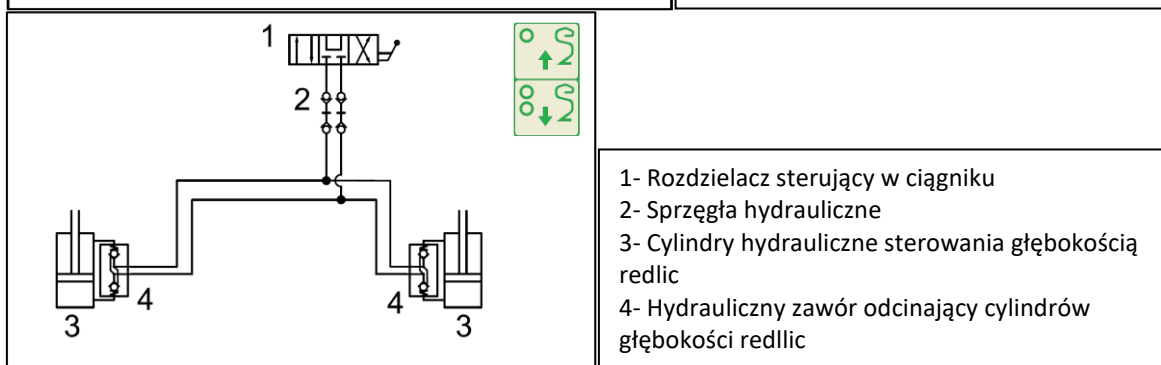 1
2
4
4
3
3
1- Rozdzielacz sterujący w ciągniku
2- Sprzęgła hydrauliczne
3- Cylindry hydrauliczne sterowania głębokością
redlic
4- Hydrauliczny zawór odcinający cylindrów
głębokości redllic